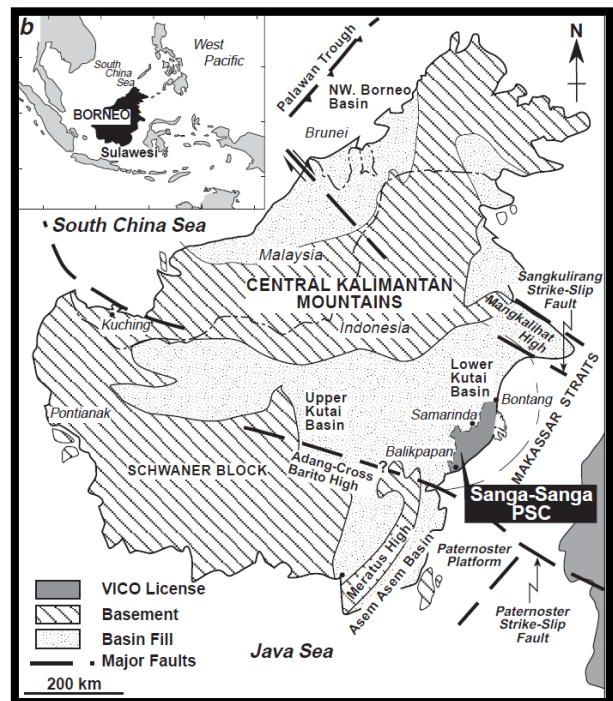 b
West
Pacific
South
China
Sea
BORNEO
Sulawesi
N
Palawan Trough
NW. Borneo
Basin
Brunei
South China Sea
Malaysia
CENTRAL KALIMANTAN
MOUNTAINS
Sangkulirang
Strike-Slip
Fault
Mangkalihat
High
Kuching
Indonesia
Lower
Kutai
Basin
Bontang
MAKASSAR STRAITS
Upper
Kutai
Basin
Samarinda
Pontianak
Balikpapan
SCHWANER BLOCK
Adang-Cross
Barito High
?
Sanga-Sanga
PSC
Meratus High
Asem Asem Basin
Paternoster
Platform
Paternoster
Strike-Slip
Fault
VICO License
Basement
Basin Fill
Major Faults
Java Sea
200 km